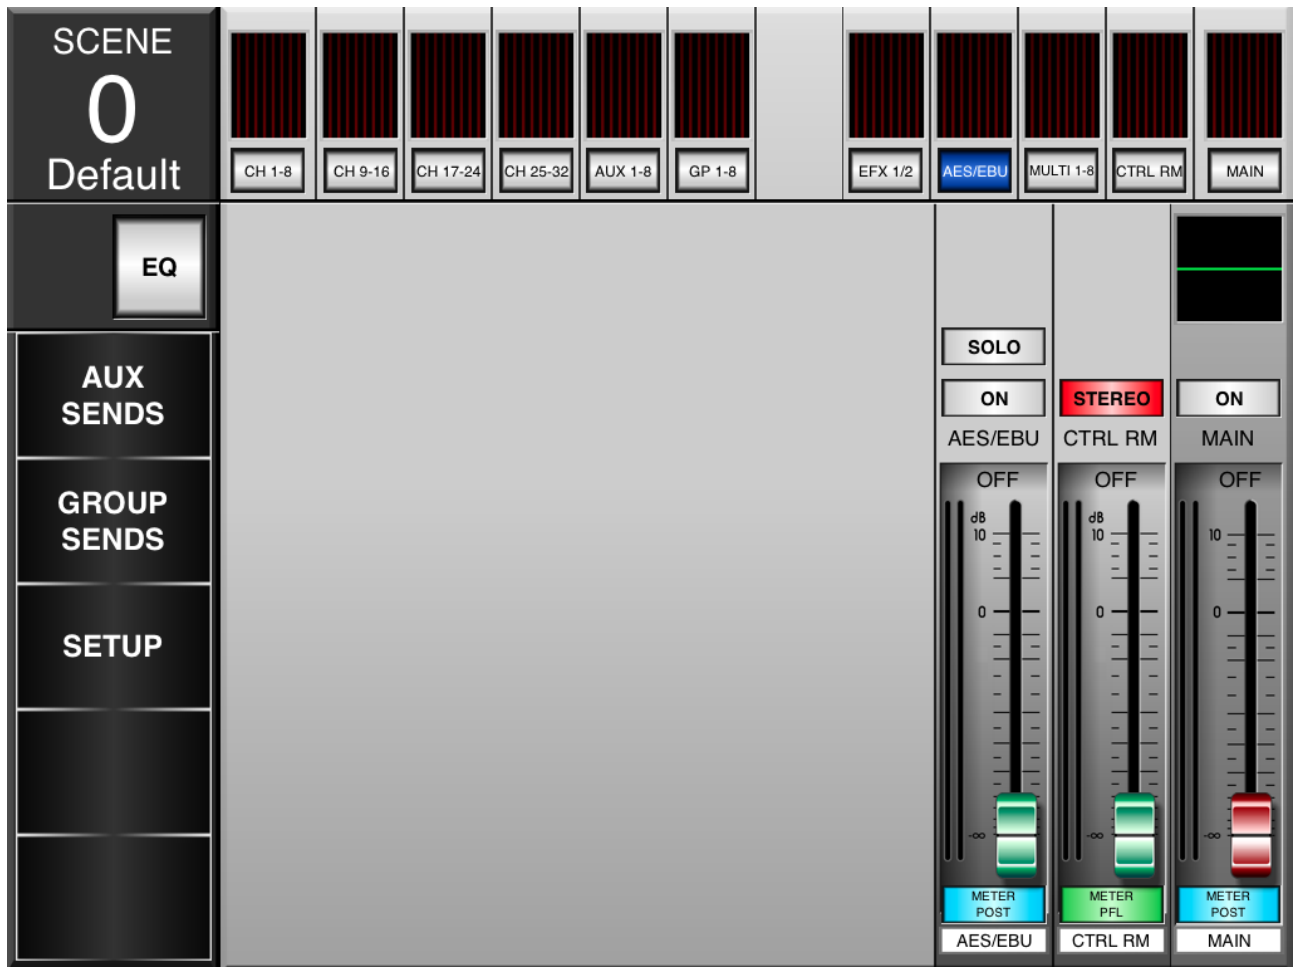 SCENE
0
Default
CH 1-8
CH 9-16
CH 17-24
CH 25-32
AUX 1-8
GP 1-8
EFX 1/2
AES/EBU
MULTI 1-8
CTRL RM
MAIN
EQ
AUX
SENDS
GROUP
SENDS
SETUP
SOLO
ON
AES/EBU
OFF
dB
10
0
-∞
METER
POST
AES/EBU
STEREO
CTRL RM
OFF
dB
10
0
-∞
METER
PFL
CTRL RM
ON
MAIN
OFF
10
0
-∞
METER
POST
MAIN